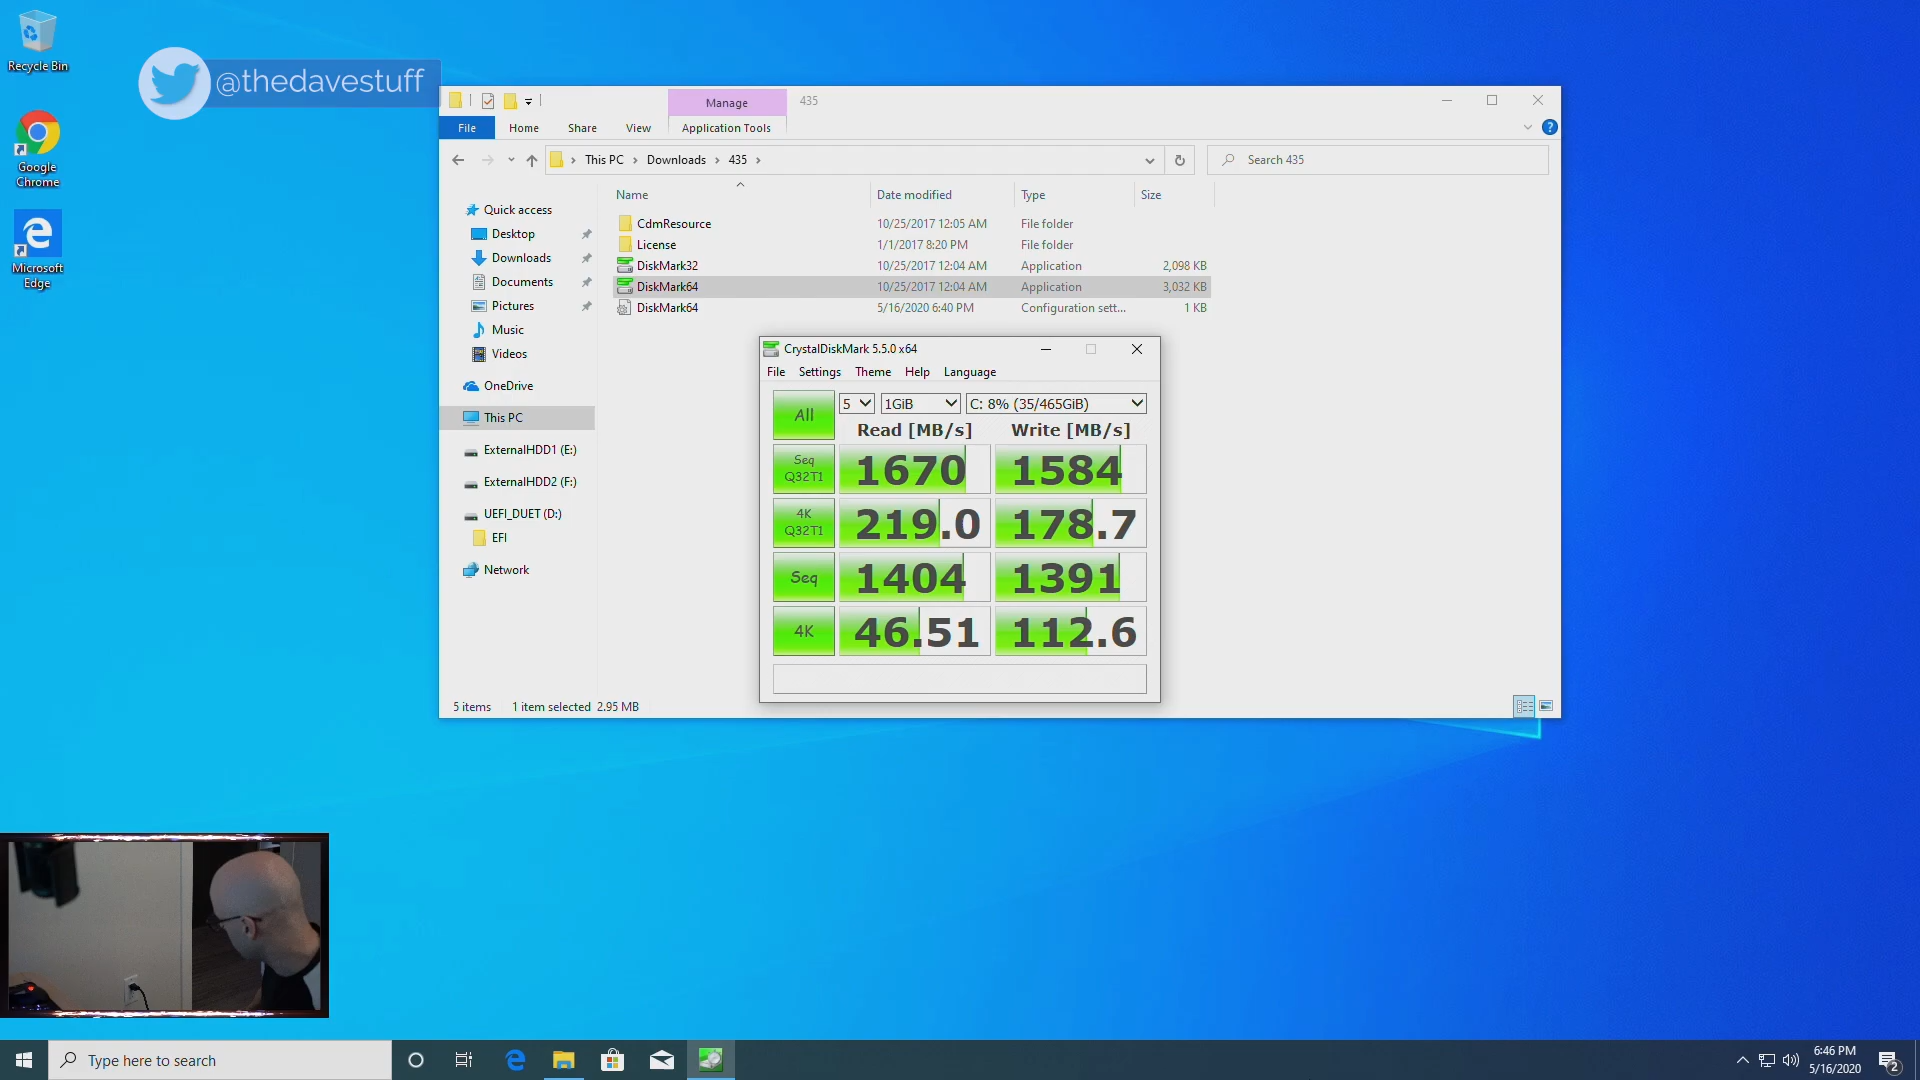 Recycle Bin
@thedavestuff
Google
Chrome
Microsoft
Edge
Manage
435
File
Home
Share
View
Application Tools
This PC
Downloads
435
Search 435
Name
Date modified
Type
Size
Quick access
Desktop
Downloads
Documents
Pictures
Music
Videos
OneDrive
This PC
ExternalHDD1 (E:)
ExternalHDD2 (F:)
UEFI_DUET (D:)
EFI
Network
CdmResource 10/25/2017 12:05 AM File folder
License 1/1/2017 8:20 PM File folder
DiskMark32 10/25/2017 12:04 AM Application 2,098 KB
DiskMark64 10/25/2017 12:04 AM Application 3,032 KB
DiskMark64 5/16/2020 6:40 PM Configuration sett... 1 KB
CrystalDiskMark 5.5.0 x64
File Settings Theme Help Language
All 5 1GiB C: 8% (35/465GiB)
Read [MB/s] Write [MB/s]
Seq
Q32T1
1670 1584
4K
Q32T1
219.0 178.7
Seq 1404 1391
4K 46.51 112.6
5 items 1 item selected 2.95 MB
Type here to search
6:46 PM
5/16/2020
2